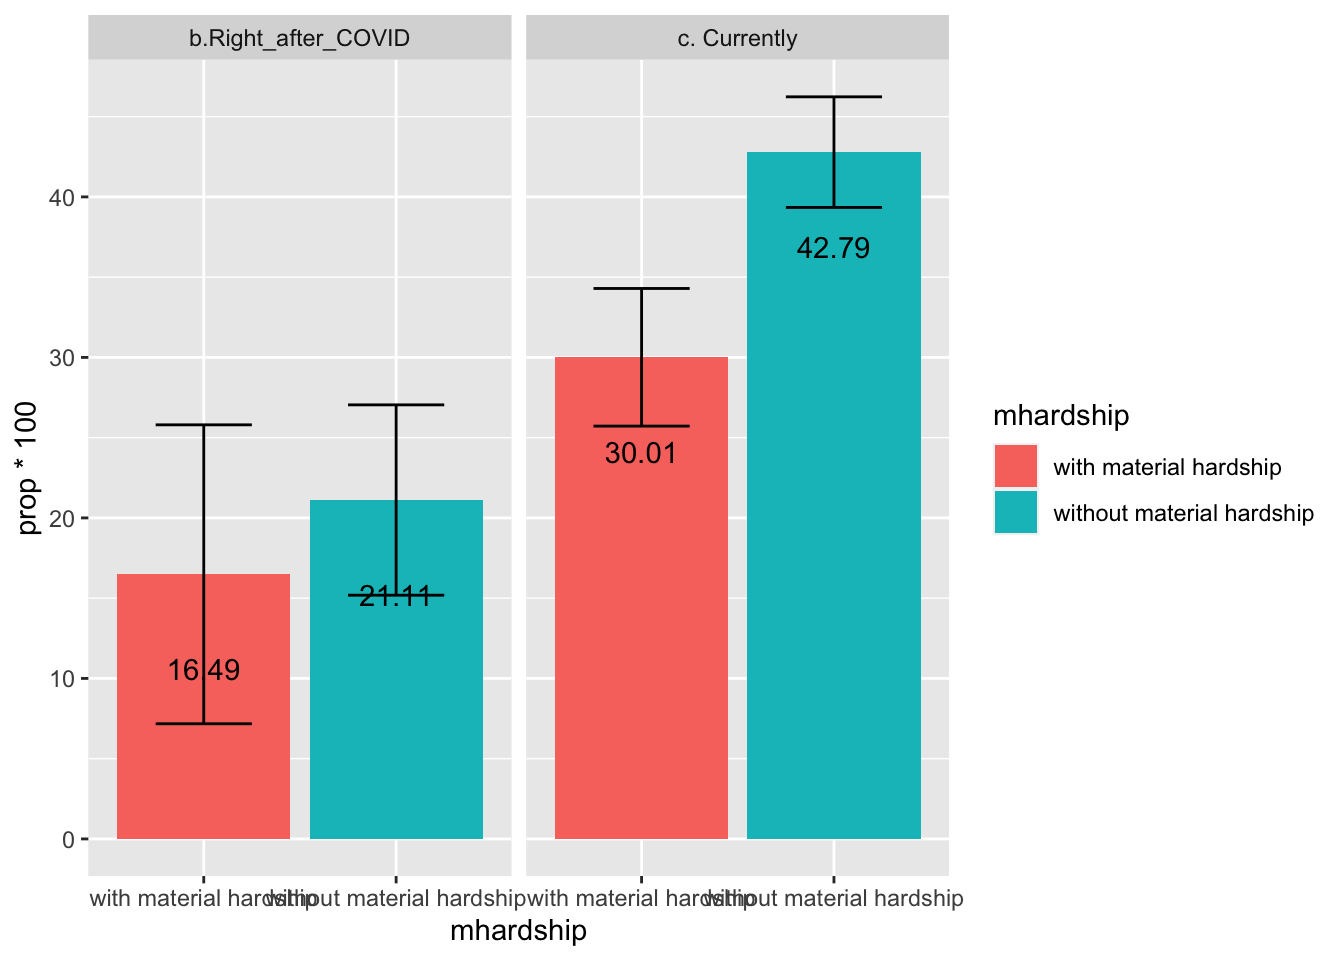 b.Right_after_COVID
c. Currently
prop * 100
40
30
20
10
0
16.49
21.11
30.01
42.79
with material hardship
without material hardship
with material hardship
without material hardship
mhardship
mhardship
with material hardship
without material hardship